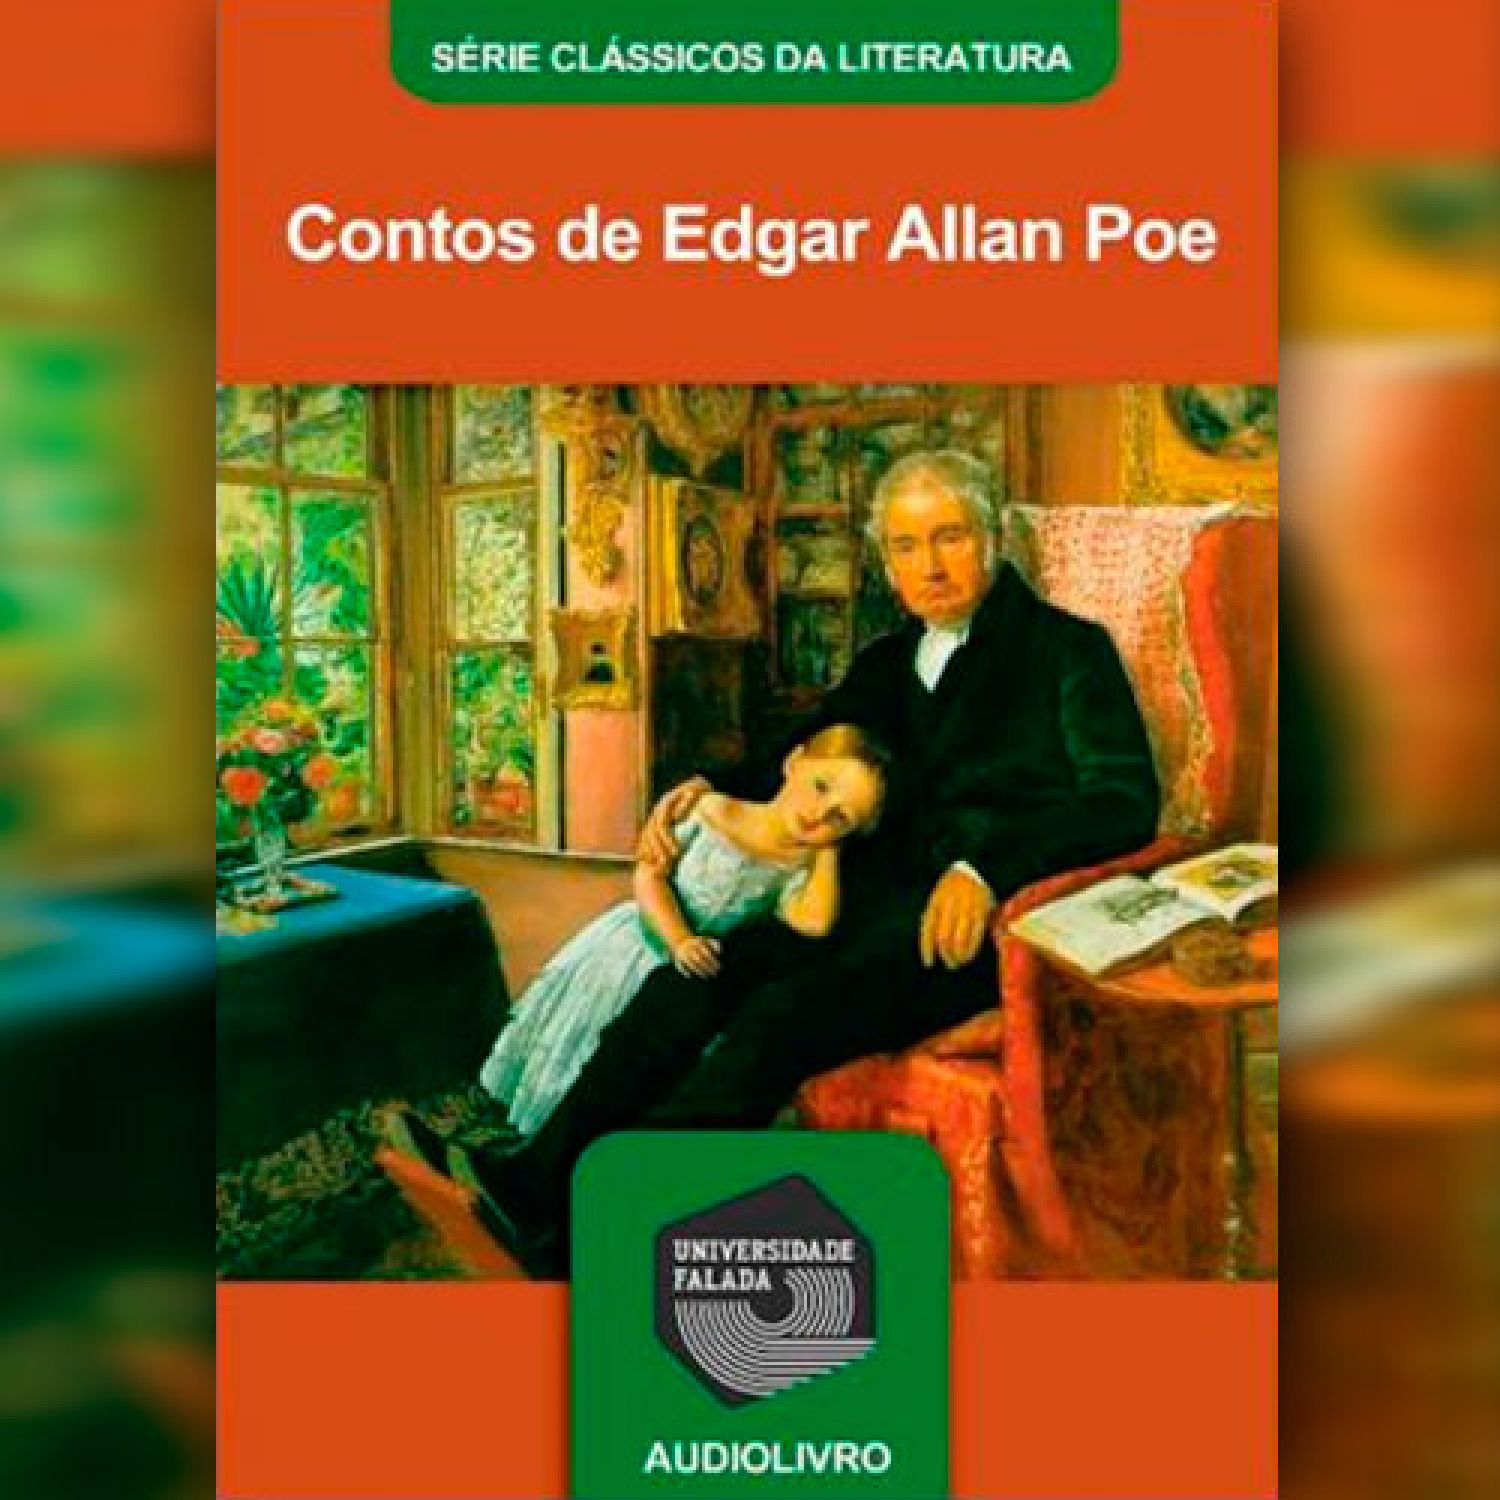 SÉRIE CLÁSSICOS DA LITERATURA
Contos de Edgar Allan Poe
UNIVERSIDADE
FALADA
AUDIOLIVRO